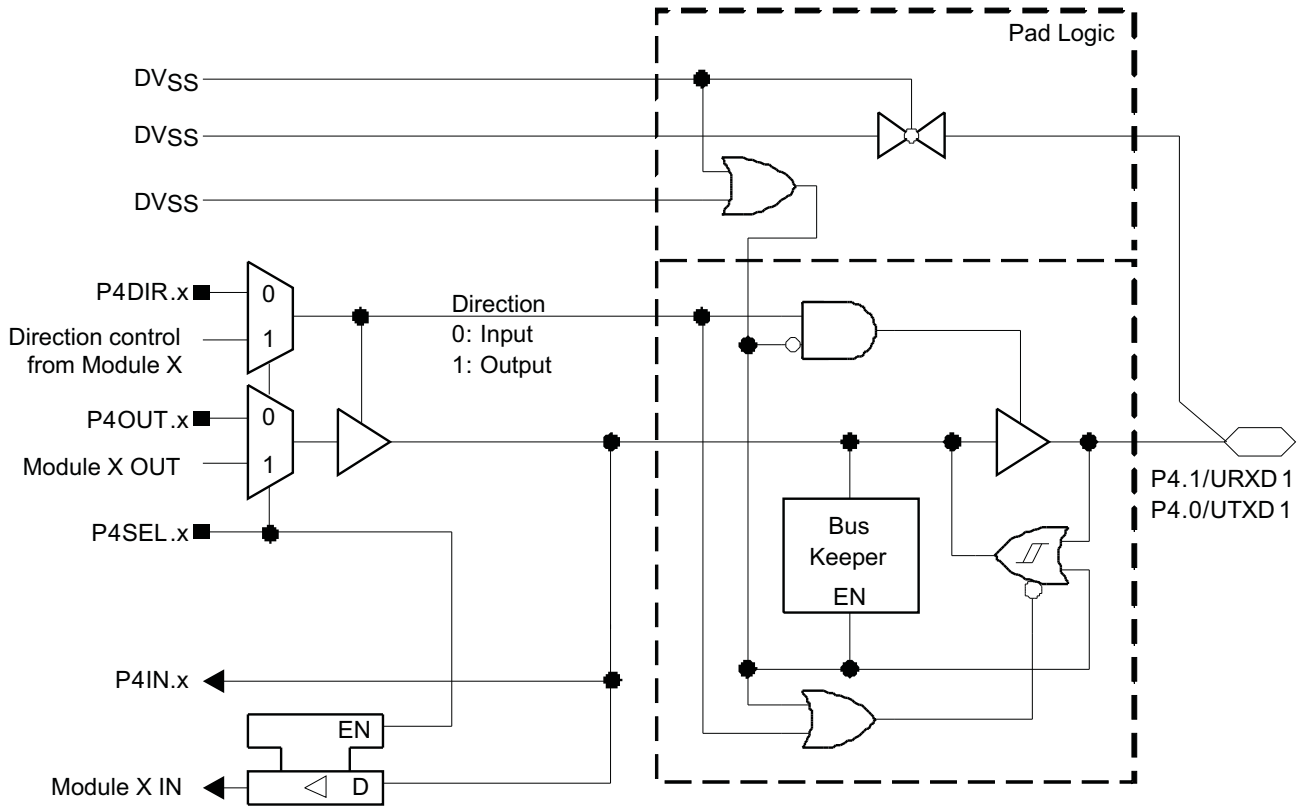 Pad Logic
DVSS
DVSS
DVSS
P4DIR.x
0
Direction control
from Module X
1
Direction
0: Input
1: Output
P4OUT.x
0
Module X OUT
1
P4SEL.x
P4.1/URXD1
P4.0/UTXD1
Bus
Keeper
EN
P4IN.x
EN
Module X IN
D